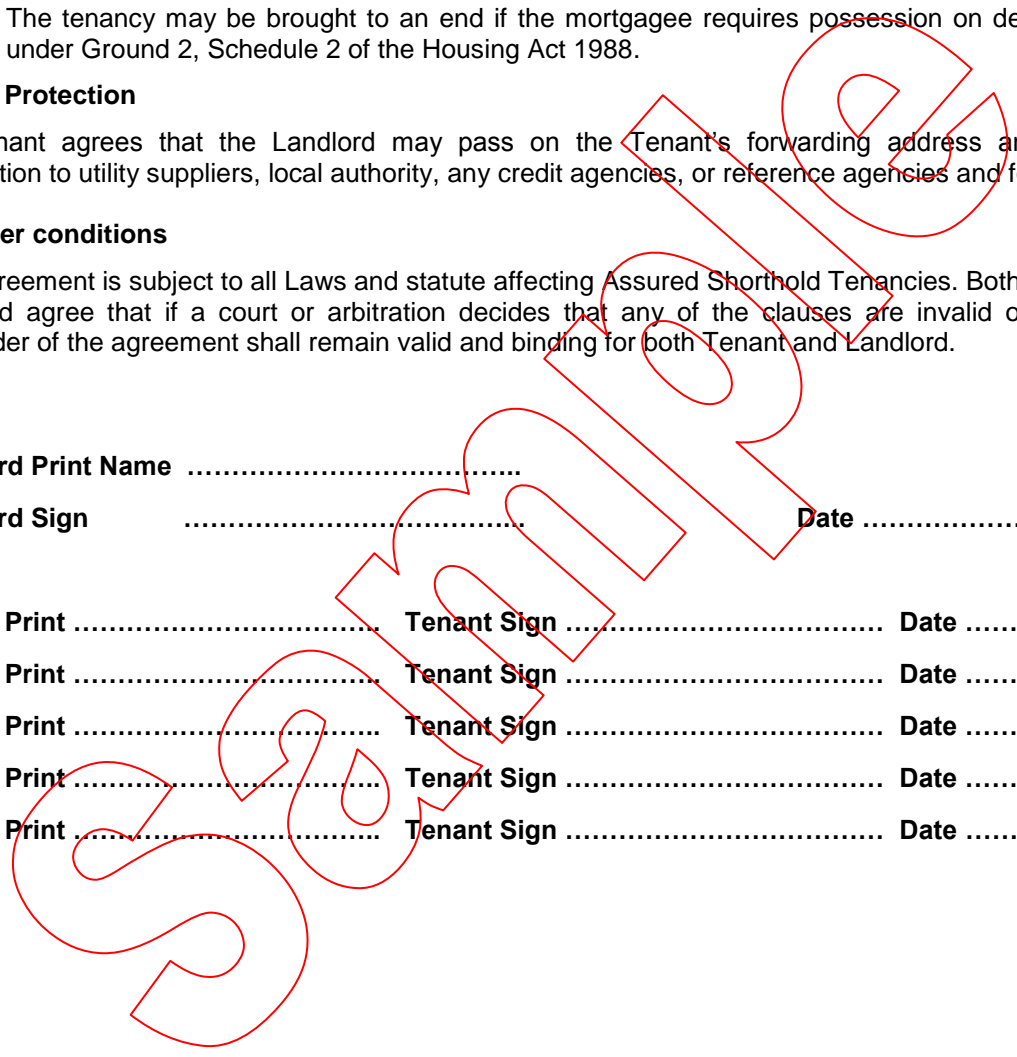 The tenancy may be brought to an end if the mortgagee requires possession on de
under Ground 2, Schedule 2 of the Housing Act 1988.
Protection
nant agrees that the Landlord may pass on the Tenant's forwarding address an
tion to utility suppliers, local authority, any credit agencies, or reference agencies and f
er conditions
reement is subject to all Laws and statute affecting Assured Shorthold Tenancies. Both
d agree that if a court or arbitration decides that any of the clauses are invalid o
der of the agreement shall remain valid and binding for both Tenant and Landlord.
rd Print Name ………………………………..
rd Sign ………………………………... Date ………………
Print …………………………….. Tenant Sign ……………………………… Date ……
Print …………………………….. Tenant Sign ……………………………… Date ……
Print …………………………….. Tenant Sign ……………………………… Date ……
Print …………………………….. Tenant Sign ……………………………… Date ……
Print …………………………….. Tenant Sign ……………………………… Date ……
Sample